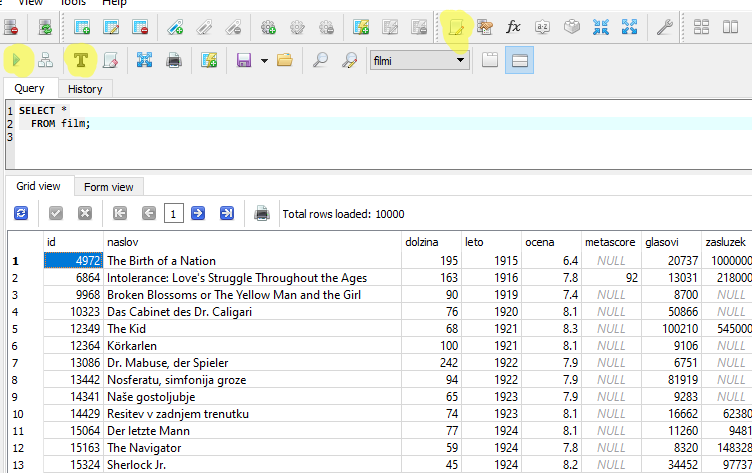 View Tools Help
fx
a-z
T
filmi
Query History
1 SELECT *
2 FROM film;
3
Grid view Form view
1 Total rows loaded: 10000
id naslov dolzina leto ocena metascore glasovi zasluzek
1 4972 The Birth of a Nation 195 1915 6.4 NULL 20737 1000000
2 6864 Intolerance: Love's Struggle Throughout the Ages 163 1916 7.8 92 13031 218000
3 9968 Broken Blossoms or The Yellow Man and the Girl 90 1919 7.4 NULL 8700 NULL
4 10323 Das Cabinet des Dr. Caligari 76 1920 8.1 NULL 50866 NULL
5 12349 The Kid 68 1921 8.3 NULL 100210 545000
6 12364 Körkarlen 100 1921 8.1 NULL 9106 NULL
7 13086 Dr. Mabuse, der Spieler 242 1922 7.9 NULL 6751 NULL
8 13442 Nosferatu, simfonija groze 94 1922 7.9 NULL 81919 NULL
9 14341 Naše gostoljubje 65 1923 7.9 NULL 9283 NULL
10 14429 Resitev v zadnjem trenutku 74 1923 8.1 NULL 16662 62380
11 15064 Der letzte Mann 77 1924 8.1 NULL 11260 9481
12 15163 The Navigator 59 1924 7.8 NULL 8320 148328
13 15324 Sherlock Jr. 45 1924 8.2 NULL 34452 97737